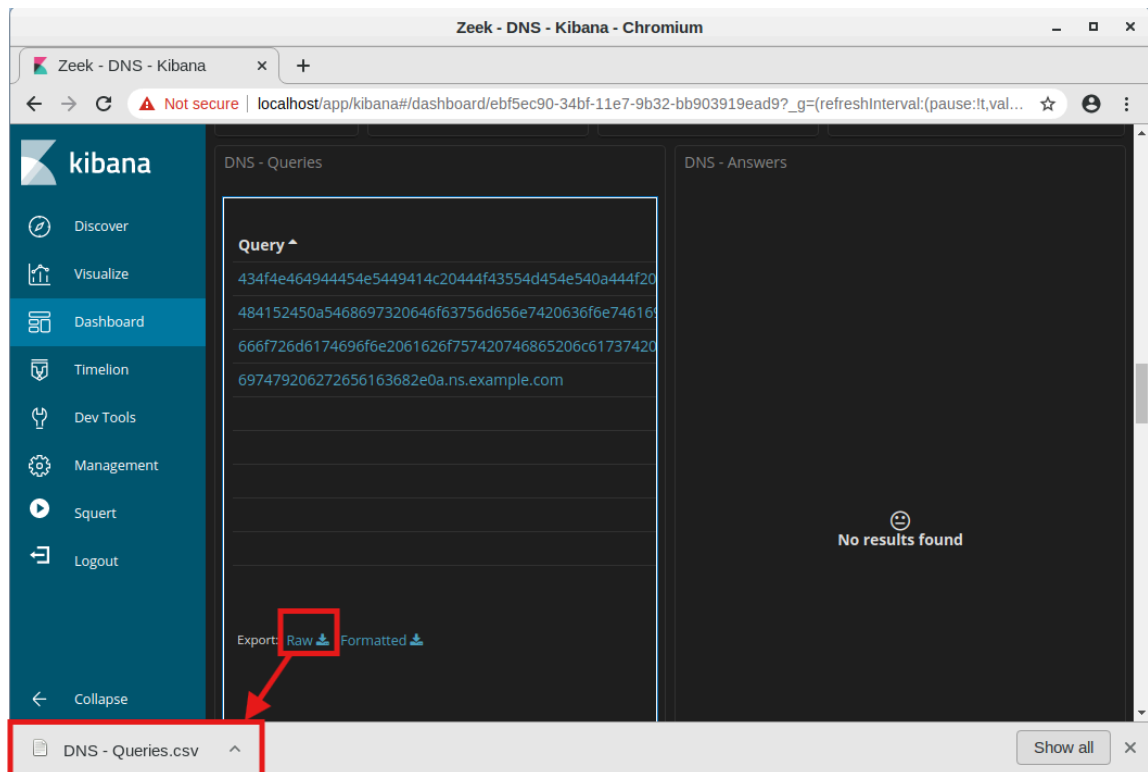 Zeek - DNS - Kibana - Chromium
Zeek - DNS - Kibana
Not secure localhost/app/kibana#/dashboard/ebf5ec90-34bf-11e7-9b32-bb903919ead9?_g=(refreshInterval:(pause:!t,val...
kibana
Discover
Visualize
Dashboard
Timelion
Dev Tools
Management
Squert
Logout
Collapse
DNS - Queries
Query
434f4e464944454e5449414c20444f43554d454e540a444f20
484152450a5468697320646f63756d656e7420636f6e746169
666f726d6174696f6e2061626f757420746865206c61737420
697479206272656163682e0a.ns.example.com
Export: Raw Formatted
DNS - Answers
No results found
DNS - Queries.csv
Show all